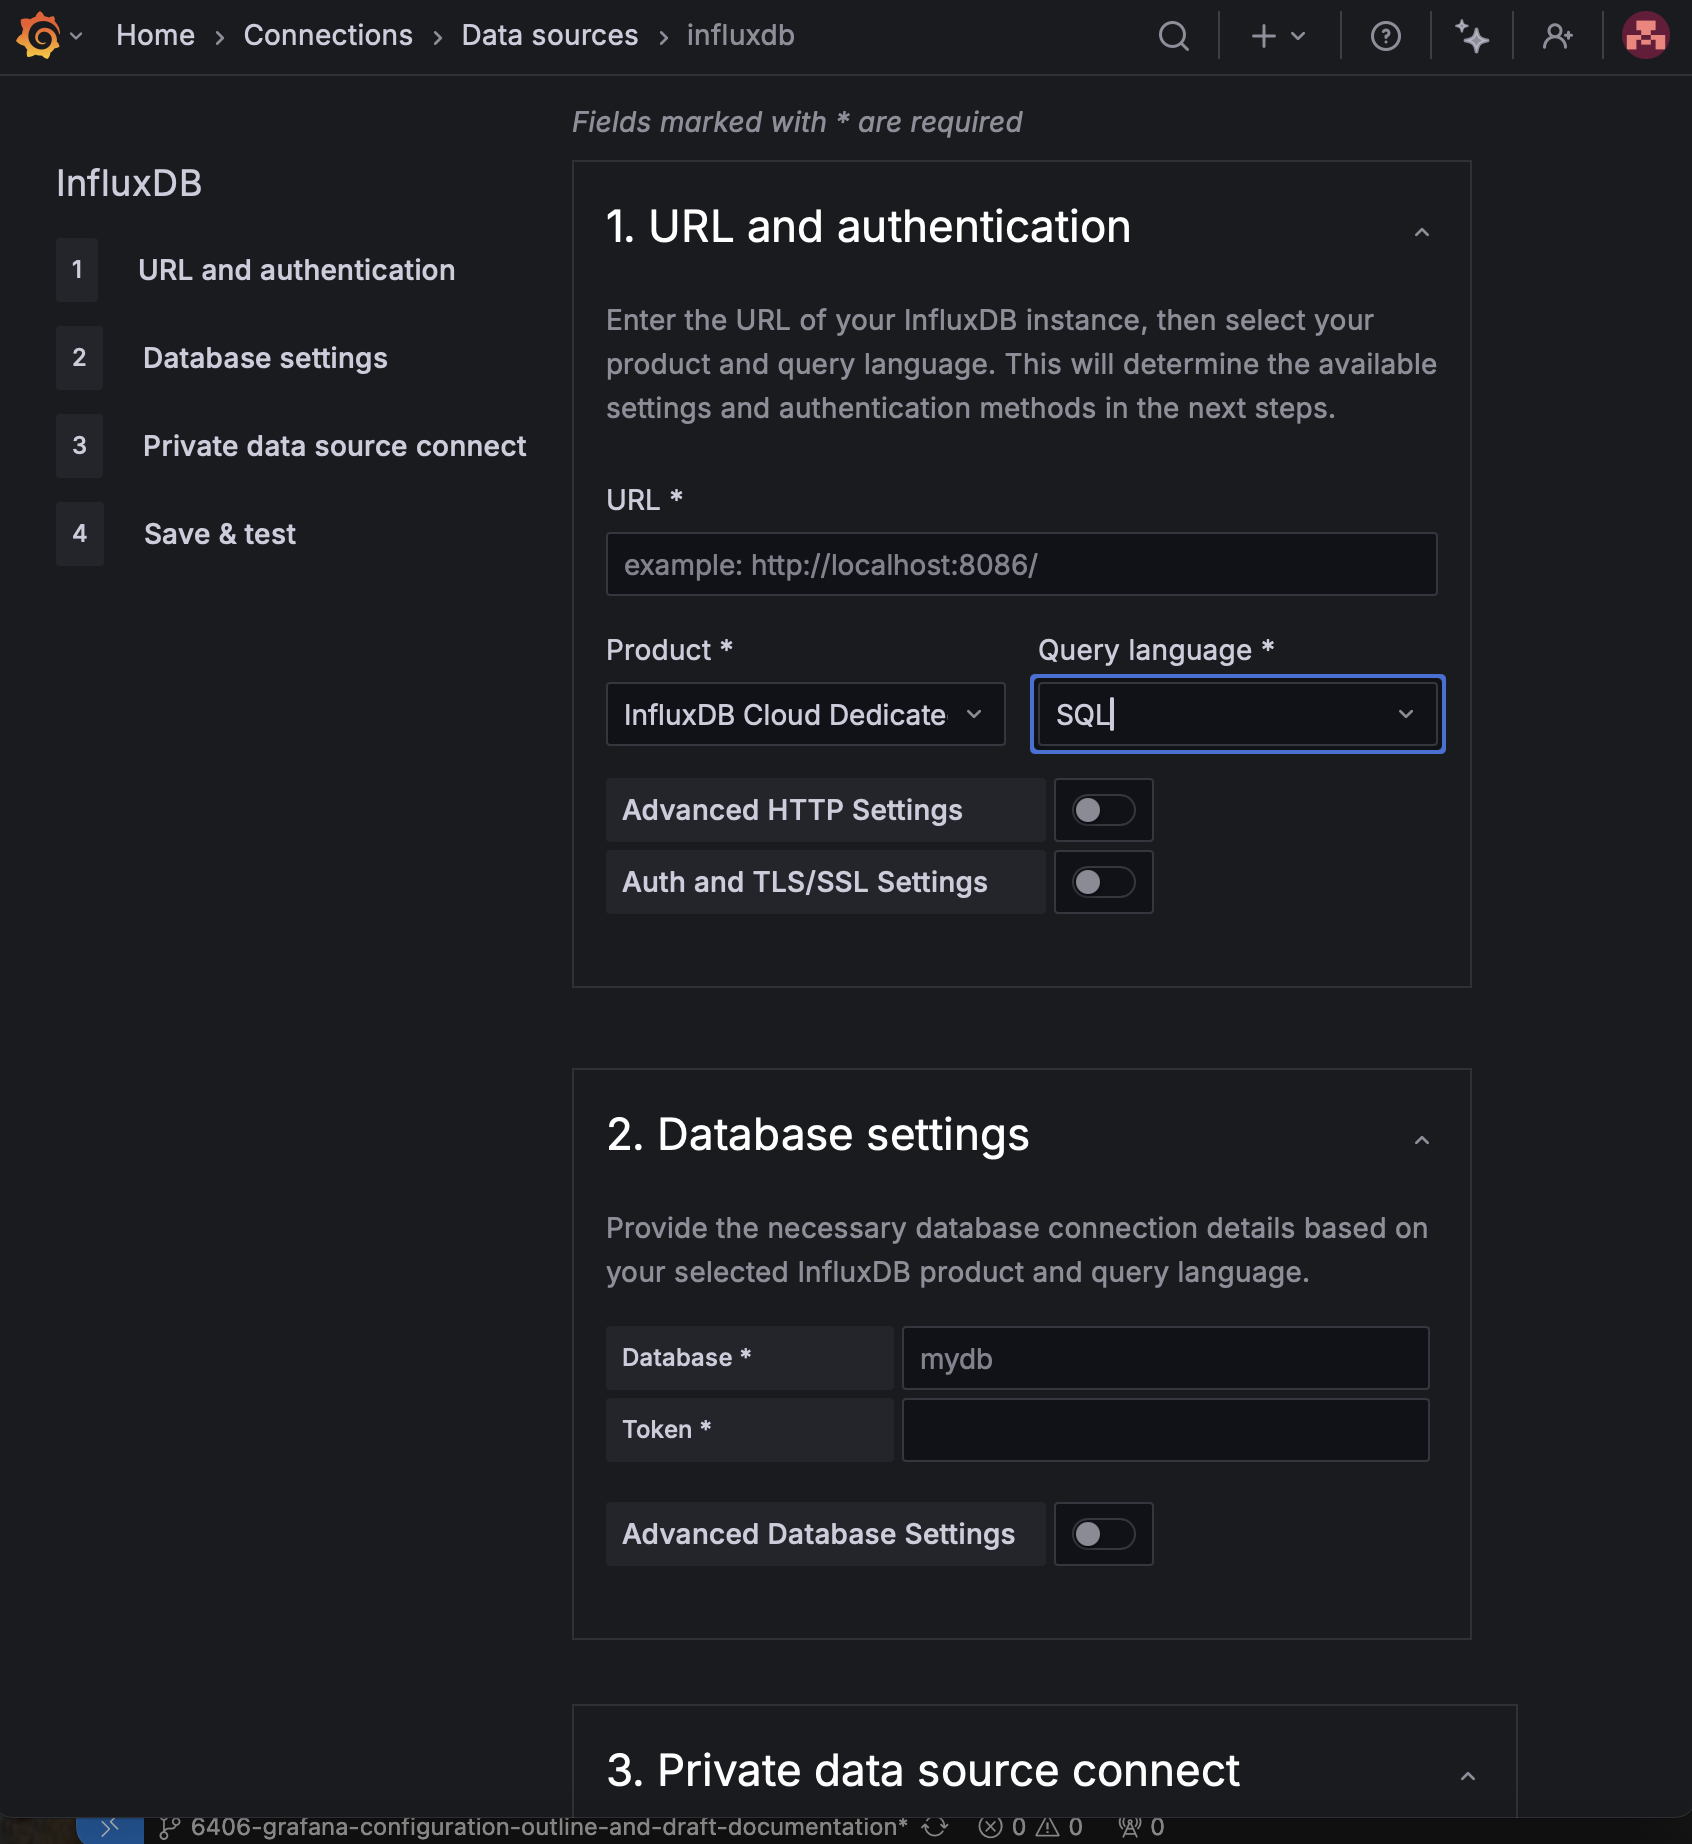 Home › Connections › Data sources › influxdb
Fields marked with * are required
InfluxDB
1 URL and authentication
2 Database settings
3 Private data source connect
4 Save & test
1. URL and authentication
Enter the URL of your InfluxDB instance, then select your
product and query language. This will determine the available
settings and authentication methods in the next steps.
URL *
example: http://localhost:8086/
Product * Query language *
InfluxDB Cloud Dedicate SQL
Advanced HTTP Settings
Auth and TLS/SSL Settings
2. Database settings
Provide the necessary database connection details based on
your selected InfluxDB product and query language.
Database * mydb
Token *
Advanced Database Settings
3. Private data source connect
6406-grafana-configuration-outline-and-draft-documentation* 0 0 0